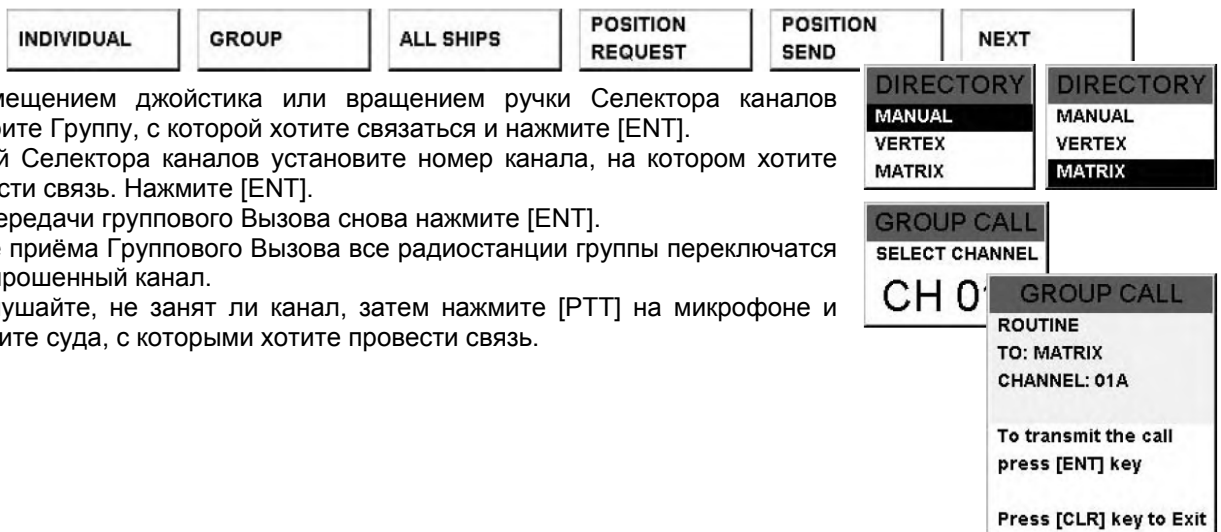 INDIVIDUAL
GROUP
ALL SHIPS
POSITION
REQUEST
POSITION
SEND
NEXT
мещением джойстика или вращением ручки Селектора каналов
рите Группу, с которой хотите связаться и нажмите [ENT].
й Селектора каналов установите номер канала, на котором хотите
сти связь. Нажмите [ENT].
ередачи группового Вызова снова нажмите [ENT].
е приёма Группового Вызова все радиостанции группы переключатся
прошенный канал.
ушайте, не занят ли канал, затем нажмите [PTT] на микрофоне и
ите суда, с которыми хотите провести связь.
DIRECTORY
MANUAL
VERTEX
MATRIX
DIRECTORY
MANUAL
VERTEX
MATRIX
GROUP CALL
SELECT CHANNEL
CH 01
GROUP CALL
ROUTINE
TO: MATRIX
CHANNEL: 01A
To transmit the call
press [ENT] key
Press [CLR] key to Exit